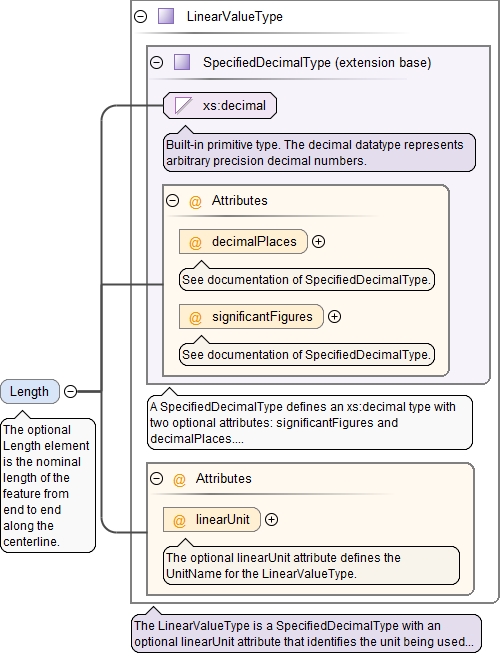 LinearValueType
SpecifiedDecimalType (extension base)
xs:decimal
Built-in primitive type. The decimal datatype represents
arbitrary precision decimal numbers.
@ Attributes
@ decimalPlaces
See documentation of SpecifiedDecimalType.
@ significantFigures
See documentation of SpecifiedDecimalType.
Length
The optional
Length element
is the nominal
length of the
feature from
end to end
along the
centerline.
A SpecifiedDecimalType defines an xs:decimal type with
two optional attributes: significantFigures and
decimalPlaces....
@ Attributes
@ linearUnit
The optional linearUnit attribute defines the
UnitName for the LinearValueType.
The LinearValueType is a SpecifiedDecimalType with an
optional linearUnit attribute that identifies the unit being used...